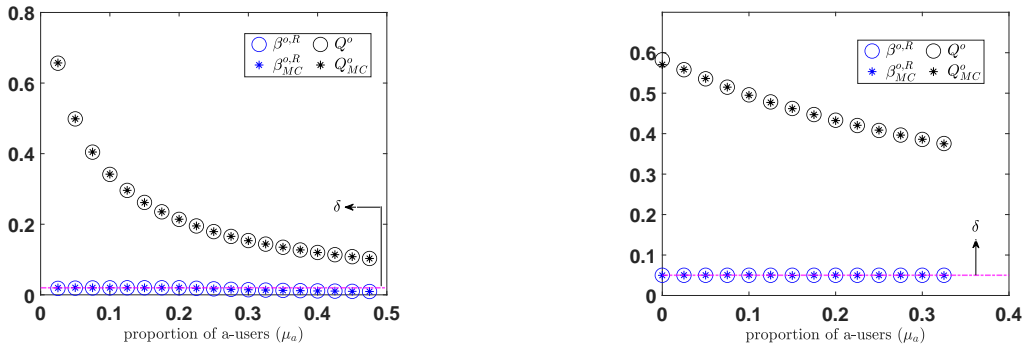 0.8
0.6
0.4
0.2
0
0 0.1 0.2 0.3 0.4 0.5
proportion of a-users (μₐ)
β^{o,R} Q^o
β^{o,R}_{MC} Q^o_{MC}
δ
0.6
0.5
0.4
0.3
0.2
0.1
0
0 0.1 0.2 0.3 0.4
proportion of a-users (μₐ)
β^{o,R} Q^o
β^{o,R}_{MC} Q^o_{MC}
δ